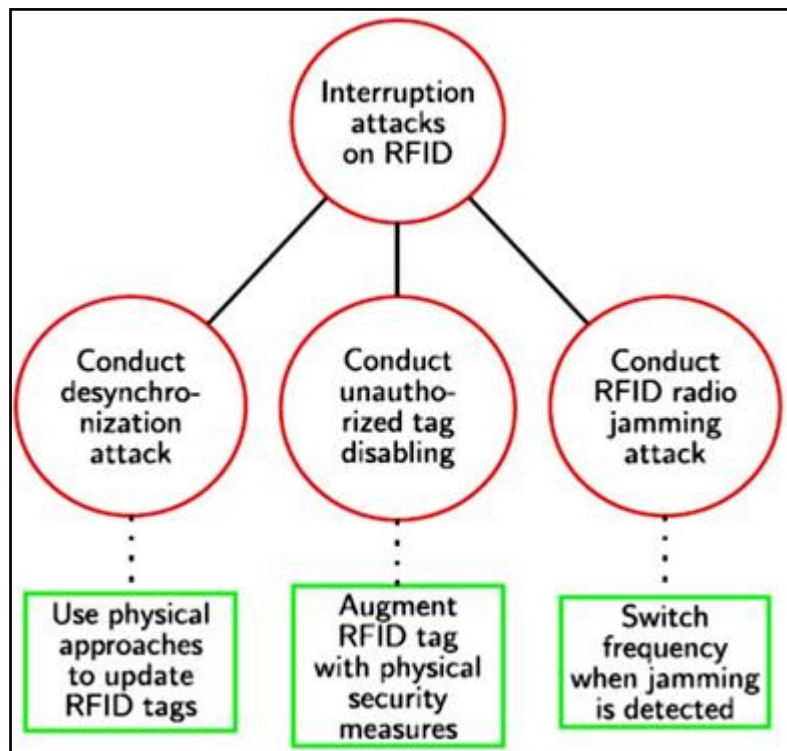 Interruption
attacks
on RFID
Conduct
desynchro-
nization
attack
Conduct
unautho-
rized tag
disabling
Conduct
RFID radio
jamming
attack
Use physical
approaches
to update
RFID tags
Augment
RFID tag
with physical
security
measures
Switch
frequency
when jamming
is detected